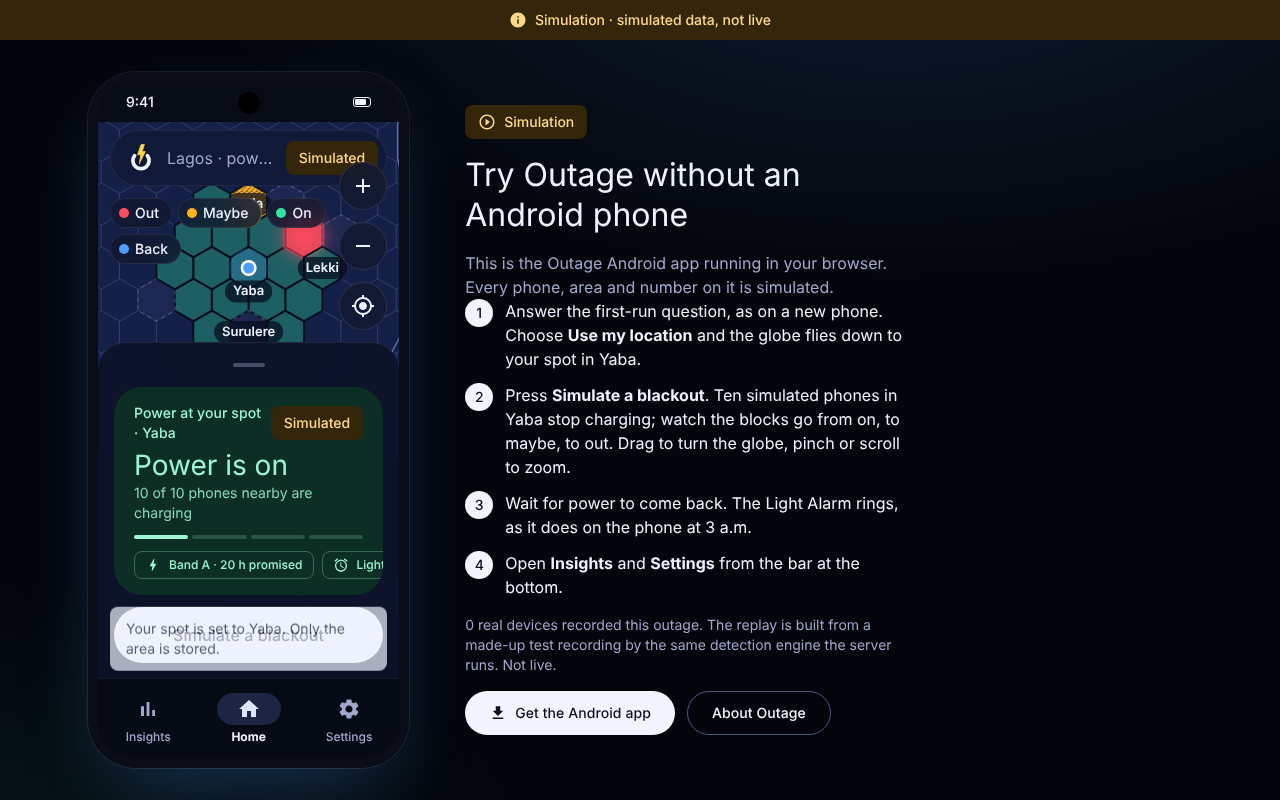 Simulation · simulated data, not live
9:41
Lagos · pow…
Simulated
Out
Maybe
On
Back
Lekki
Yaba
Surulere
Power at your spot
· Yaba
Simulated
Power is on
10 of 10 phones nearby are
charging
Band A · 20 h promised
Light
Your spot is set to Yaba. Only the
area is stored.
Simulate a blackout
Insights
Home
Settings
Simulation
Try Outage without an
Android phone
This is the Outage Android app running in your browser.
Every phone, area and number on it is simulated.
1 Answer the first-run question, as on a new phone.
Choose Use my location and the globe flies down to
your spot in Yaba.
2 Press Simulate a blackout. Ten simulated phones in
Yaba stop charging; watch the blocks go from on, to
maybe, to out. Drag to turn the globe, pinch or scroll
to zoom.
3 Wait for power to come back. The Light Alarm rings,
as it does on the phone at 3 a.m.
4 Open Insights and Settings from the bar at the
bottom.
0 real devices recorded this outage. The replay is built from a
made-up test recording by the same detection engine the server
runs. Not live.
Get the Android app
About Outage